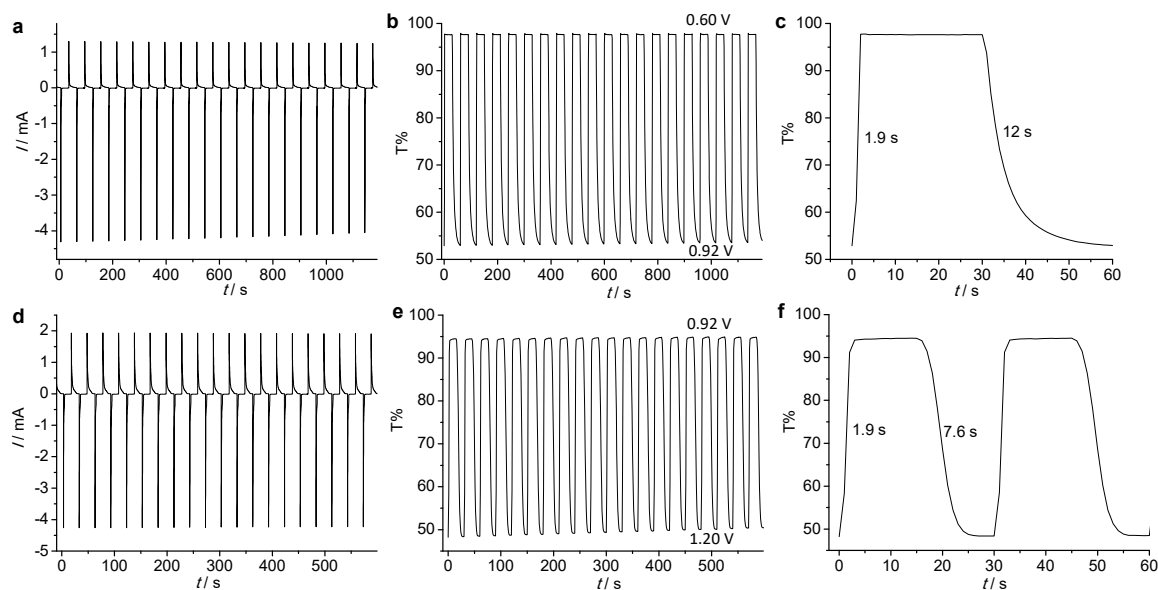 a
1
0
-1
-2
-3
-4
I / mA
0 200 400 600 800 1000
t / s
b
0.60 V
100
90
80
70
60
50
T%
0.92 V
0 200 400 600 800 1000
t / s
c
100
90
80
70
60
50
T%
1.9 s
12 s
0 10 20 30 40 50 60
t / s
d
2
1
0
-1
-2
-3
-4
-5
I / mA
0 100 200 300 400 500
t / s
e
0.92 V
100
90
80
70
60
50
T%
1.20 V
0 100 200 300 400 500
t / s
f
100
90
80
70
60
50
T%
1.9 s
7.6 s
0 10 20 30 40 50 60
t / s